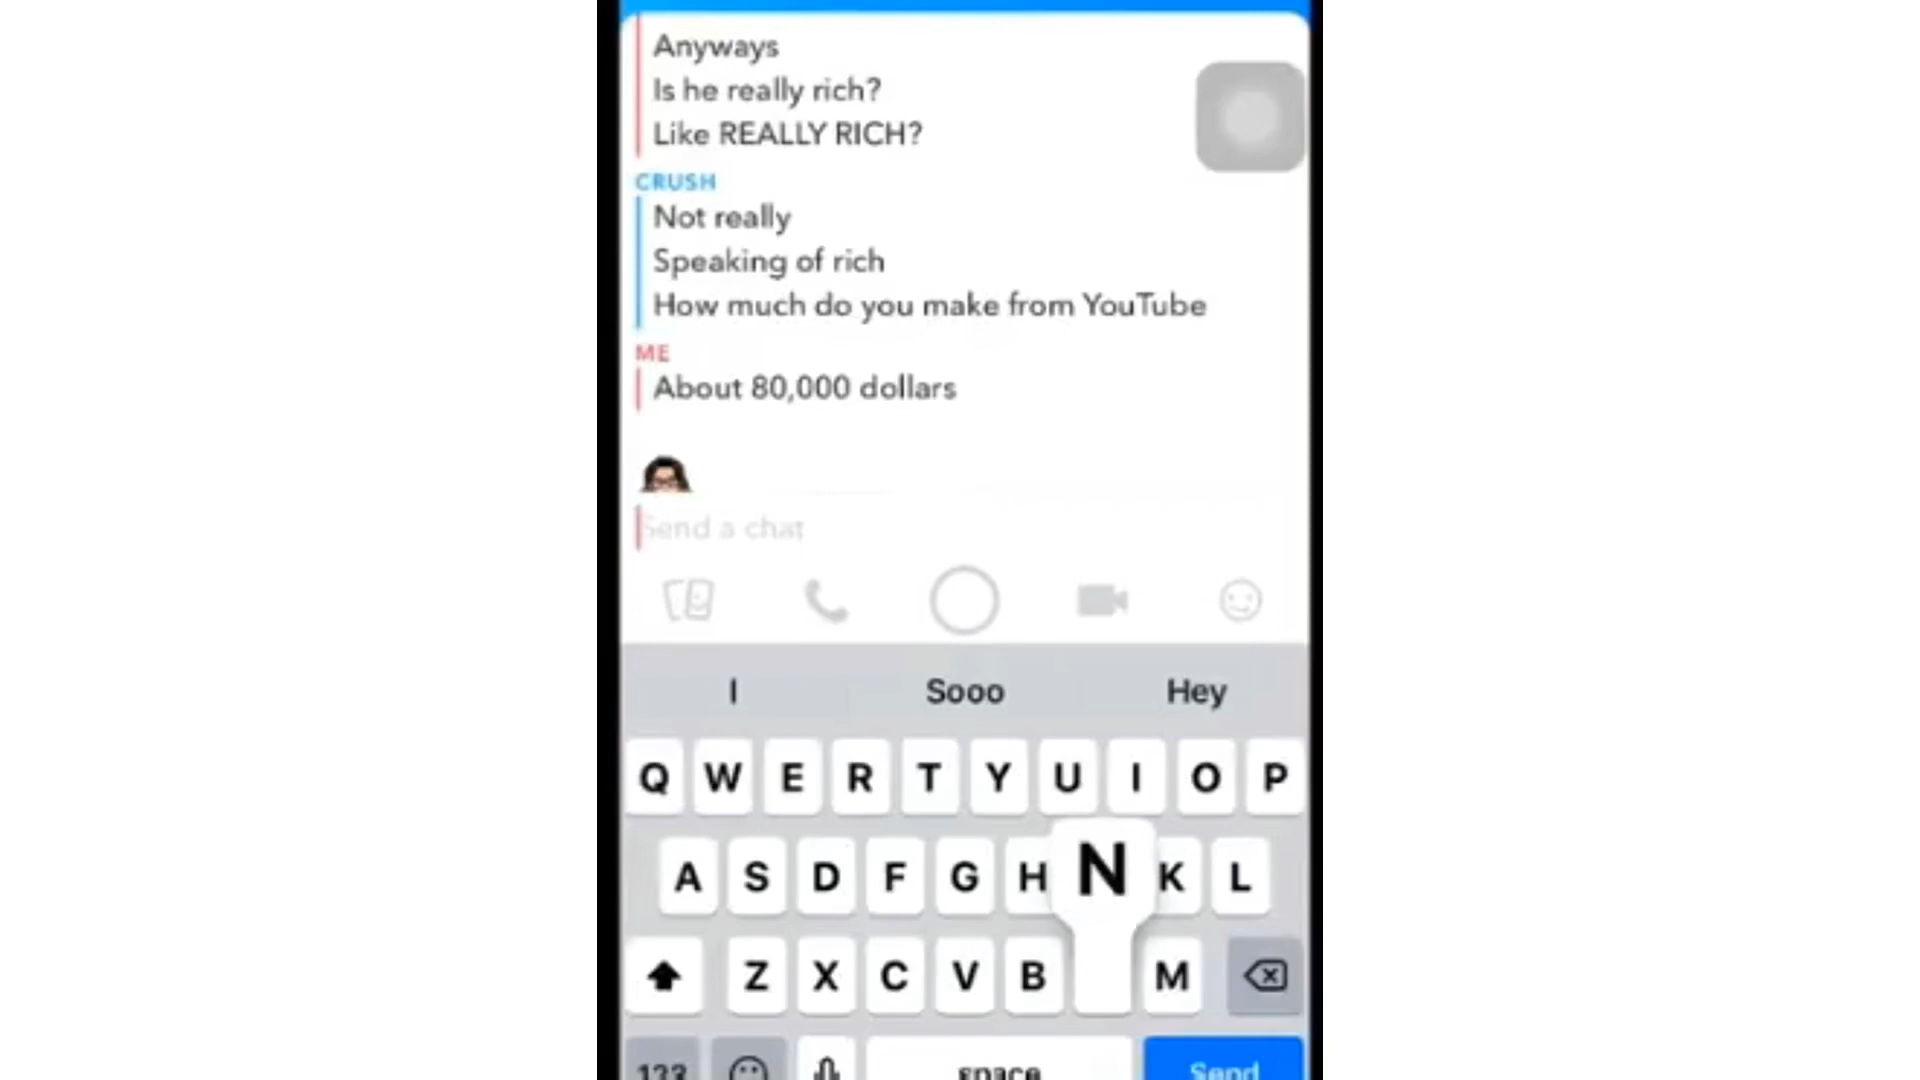 Anyways
Is he really rich?
Like REALLY RICH?
CRUSH
Not really
Speaking of rich
How much do you make from YouTube
ME
About 80,000 dollars
Send a chat
I Sooo Hey
Q W E R T Y U I O P
A S D F G H N K L
Z X C V B M
123 space Send